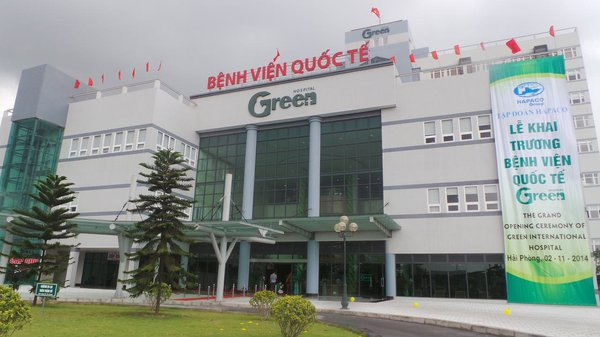 Green
BỆNH VIỆN QUỐC TẾ
HOSPITAL
Green
HAPACO
Group
TẬP ĐOÀN HAPACO
LỄ KHAI
TRƯƠNG
BỆNH VIỆN
QUỐC TẾ
Green
THE GRAND
OPENING CEREMONY OF
GREEN INTERNATIONAL
HOSPITAL
Hải Phòng, 02 - 11 - 2014